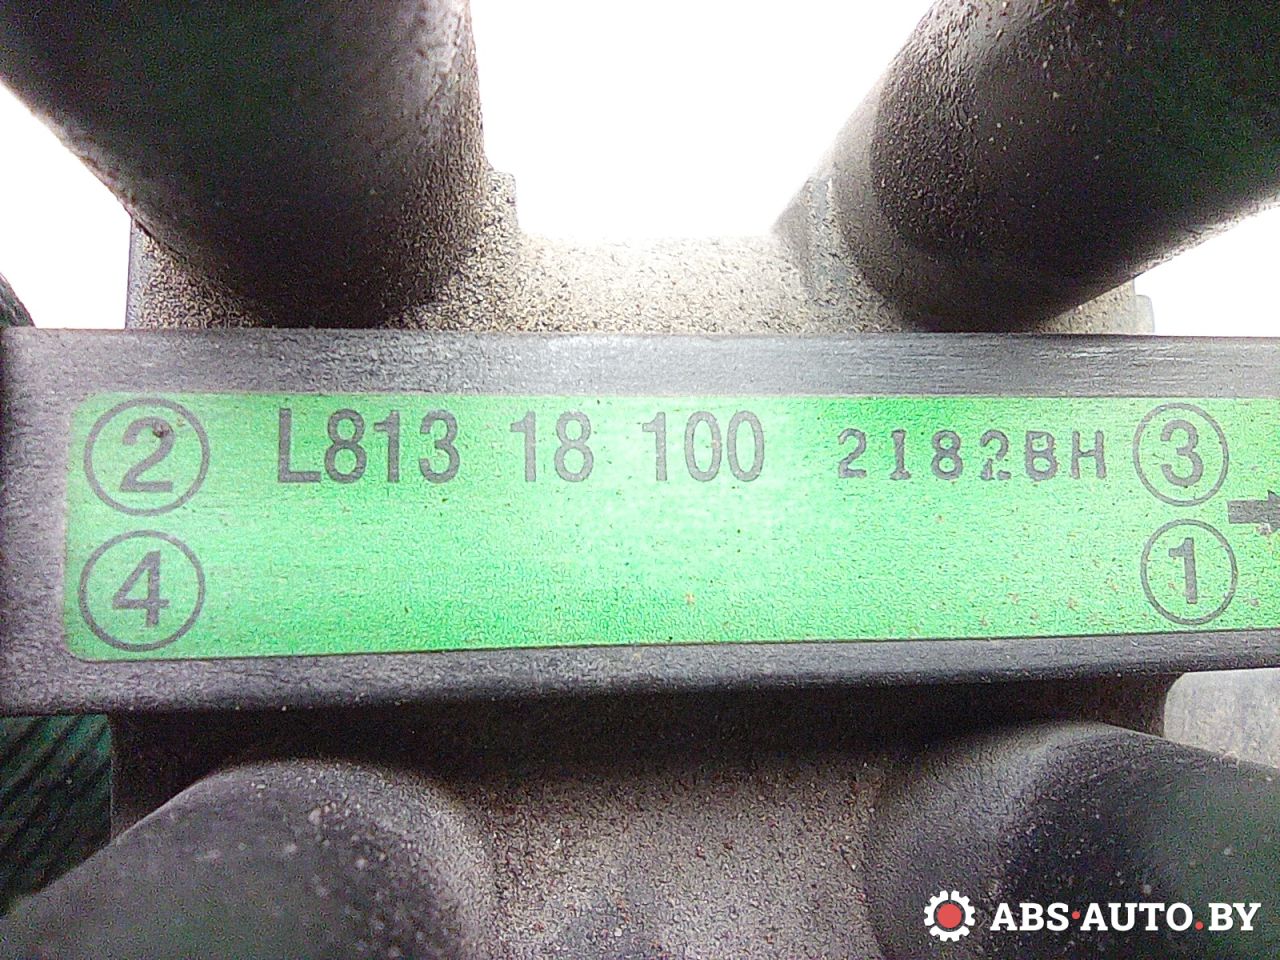 ② L813 18 100 2182BH ③
④ ①
ABS·AUTO.BY